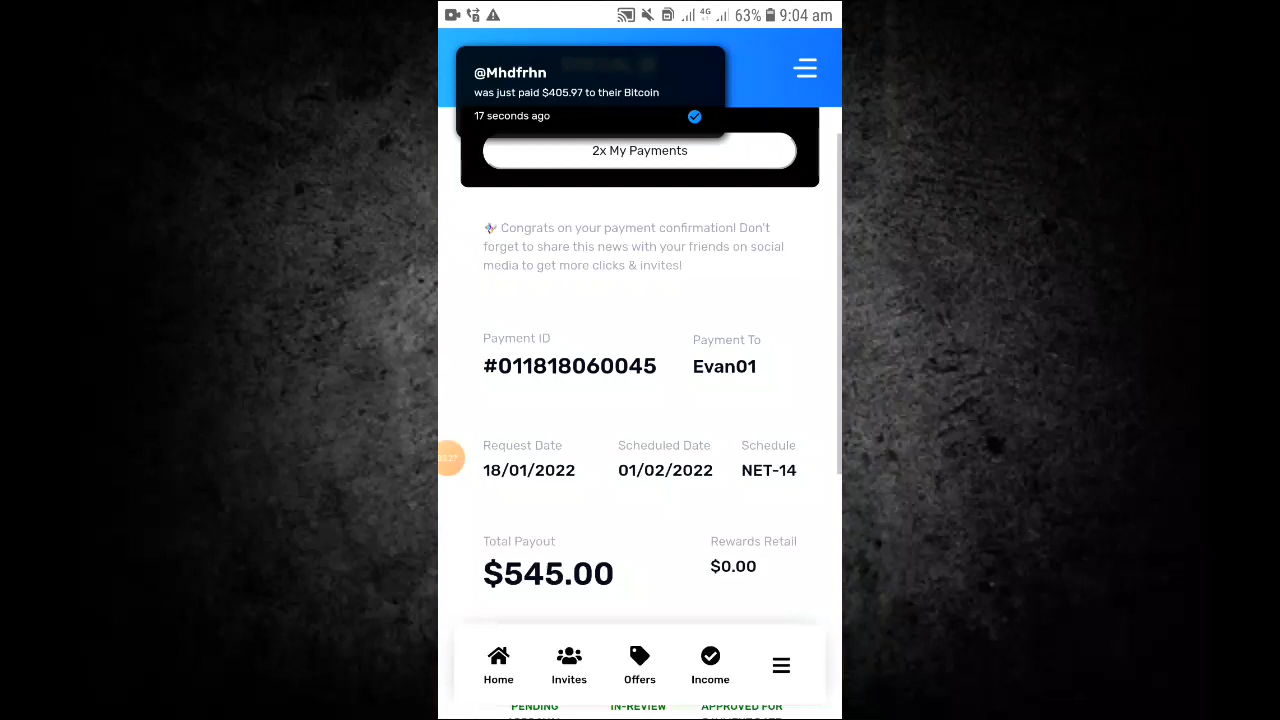 4G 63% 9:04 am
@Mhdfrhn
was just paid $405.97 to their Bitcoin
17 seconds ago
2x My Payments
Congrats on your payment confirmation! Don't
forget to share this news with your friends on social
media to get more clicks & invites!
Payment ID Payment To
#011818060045 Evan01
Request Date Scheduled Date Schedule
18/01/2022 01/02/2022 NET-14
Total Payout Rewards Retail
$545.00 $0.00
Home Invites Offers Income
PENDING IN-REVIEW APPROVED FOR